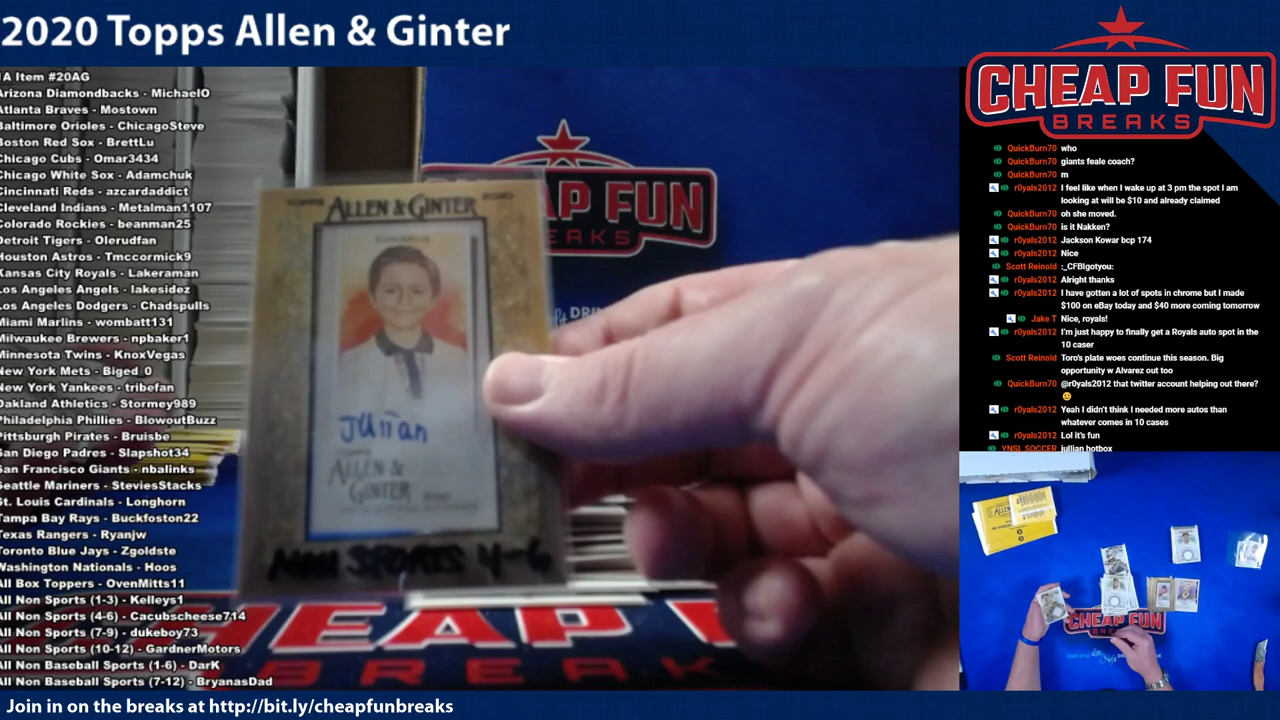 2020 Topps Allen & Ginter
1A Item #20AG
Arizona Diamondbacks - MichaelO
Atlanta Braves - Mostown
Baltimore Orioles - ChicagoSteve
Boston Red Sox - BrettLu
Chicago Cubs - Omar3434
Chicago White Sox - Adamchuk
Cincinnati Reds - azcardaddict
Cleveland Indians - Metalman1107
Colorado Rockies - beanman25
Detroit Tigers - Olerudfan
Houston Astros - Tmccormick9
Kansas City Royals - Lakeraman
Los Angeles Angels - lakesidez
Los Angeles Dodgers - Chadspulls
Miami Marlins - wombatt131
Milwaukee Brewers - npbaker1
Minnesota Twins - KnoxVegas
New York Mets - Biged_0
New York Yankees - tribefan
Oakland Athletics - Stormey989
Philadelphia Phillies - BlowoutBuzz
Pittsburgh Pirates - Bruisbe
San Diego Padres - Slapshot34
San Francisco Giants - nbalinks
Seattle Mariners - SteviesStacks
St. Louis Cardinals - Longhorn
Tampa Bay Rays - Buckfoston22
Texas Rangers - Ryanjw
Toronto Blue Jays - Zgoldste
Washington Nationals - Hoos
All Box Toppers - OvenMitts11
All Non Sports (1-3) - Kelleys1
All Non Sports (4-6) - Cacubscheese714
All Non Sports (7-9) - dukeboy73
All Non Sports (10-12) - GardnerMotors
All Non Baseball Sports (1-6) - DarK
All Non Baseball Sports (7-12) - BryanasDad
TOPPS ALLEN & GINTER 2020
Julian
ALLEN &
GINTER 2020
NON SPORTS 4-6
AP FUN
EAKS
DRIN
HEAP F
BREAK
CHEAP FUN
BREAKS
QuickBurn70 who
QuickBurn70 giants feale coach?
QuickBurn70 m
r0yals2012 I feel like when I wake up at 3 pm the spot I am
looking at will be $10 and already claimed
QuickBurn70 oh she moved.
QuickBurn70 is it Nakken?
r0yals2012 Jackson Kowar bcp 174
r0yals2012 Nice
Scott Reinold :_CFBIgotyou:
r0yals2012 Alright thanks
r0yals2012 I have gotten a lot of spots in chrome but I made
$100 on eBay today and $40 more coming tomorrow
Jake T Nice, royals!
r0yals2012 I'm just happy to finally get a Royals auto spot in the
10 caser
Scott Reinold Toro's plate woes continue this season. Big
opportunity w Alvarez out too
QuickBurn70 @r0yals2012 that twitter account helping out there?
r0yals2012 Yeah I didn't think I needed more autos than
whatever comes in 10 cases
r0yals2012 Lol it's fun
YNSL SOCCER jullian hotbox
CHEAP FUN
BREAKS
Join in on the breaks at http://bit.ly/cheapfunbreaks